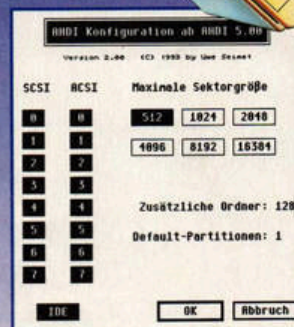 AHDI Konfiguration ab AHDI 5.00
Version 2.00 (C) 1993 by Uwe Seimet
SCSI ACSI Maximale Sektorgröße
0 0 512 1024 2048
1 1
2 2 4096 8192 16384
3 3
4 4 Zusätzliche Ordner: 128
5 5 Default-Partitionen: 1
6 6
7 7
IDE OK Abbruch